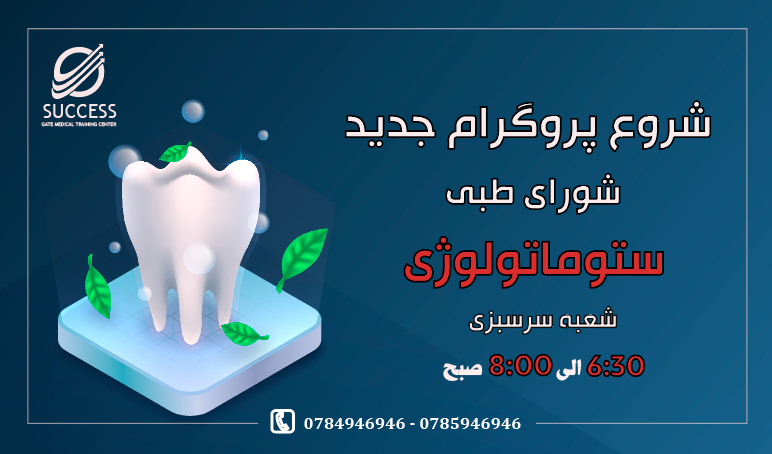 SUCCESS
GATE MEDICAL TRAINING CENTER
شروع پروگرام جدید
شورای طبی
ستوماتولوژی
شعبه سرسبزی
6:30 الی 8:00 صبح
0784946946 - 0785946946